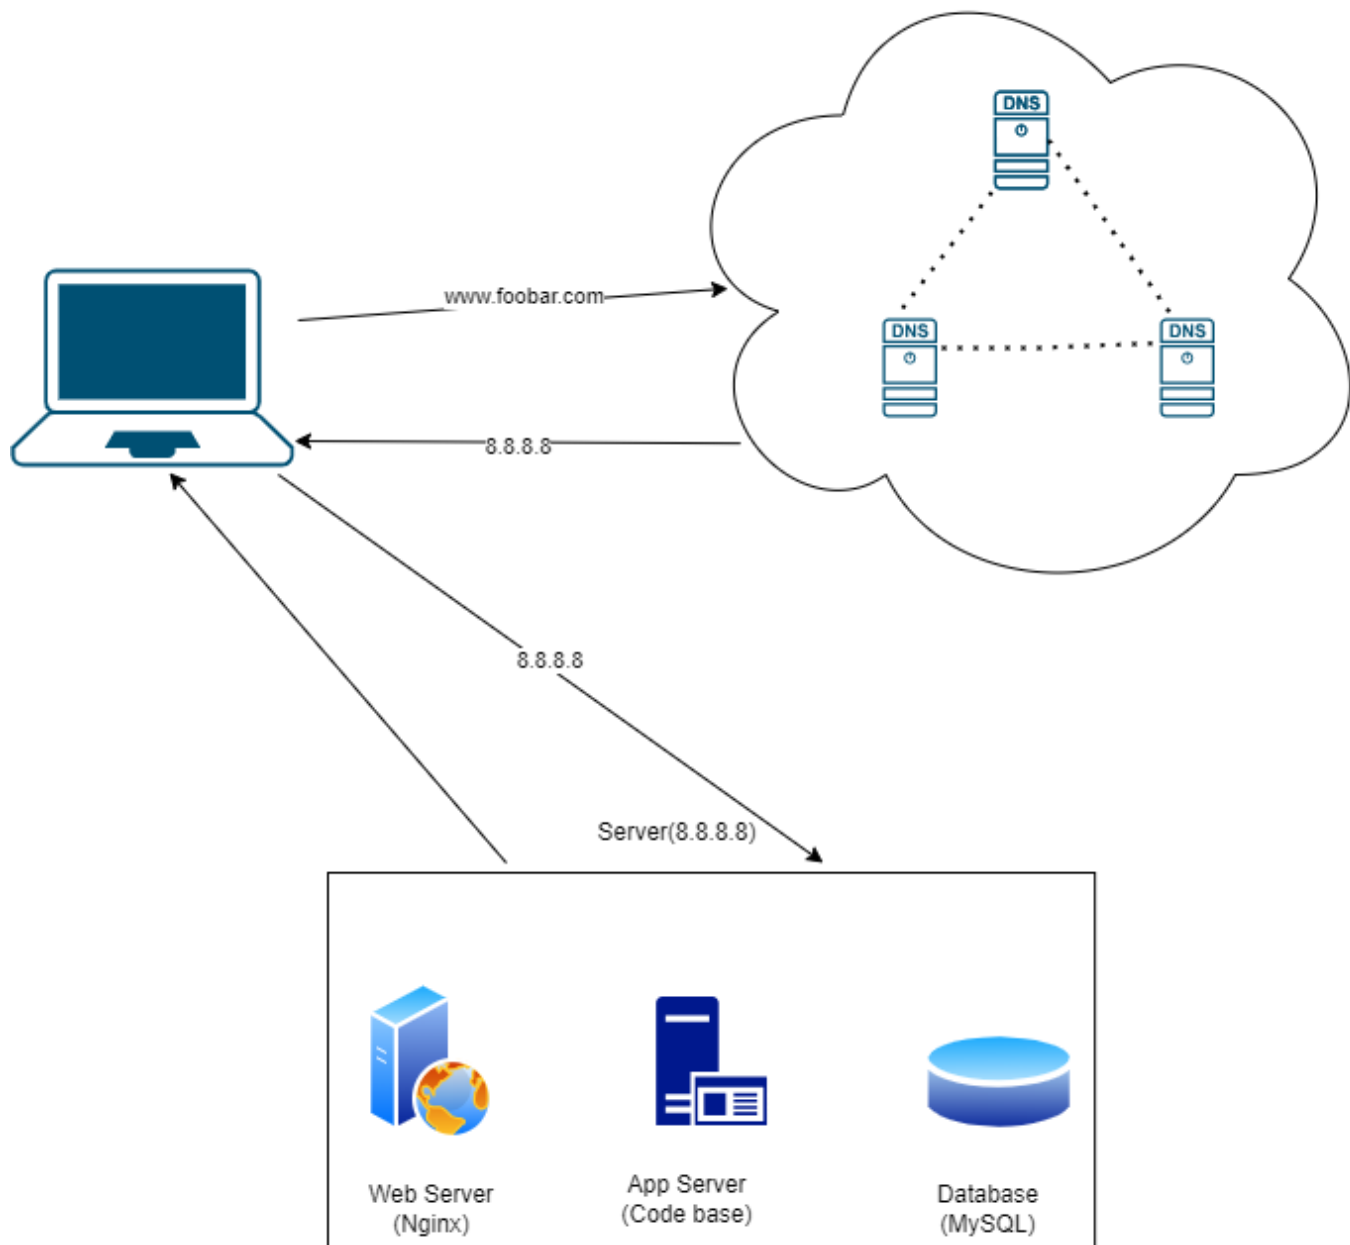 DNS
www.foobar.com
DNS
DNS
8.8.8.8
8.8.8.8
Server(8.8.8.8)
Web Server
(Nginx)
App Server
(Code base)
Database
(MySQL)